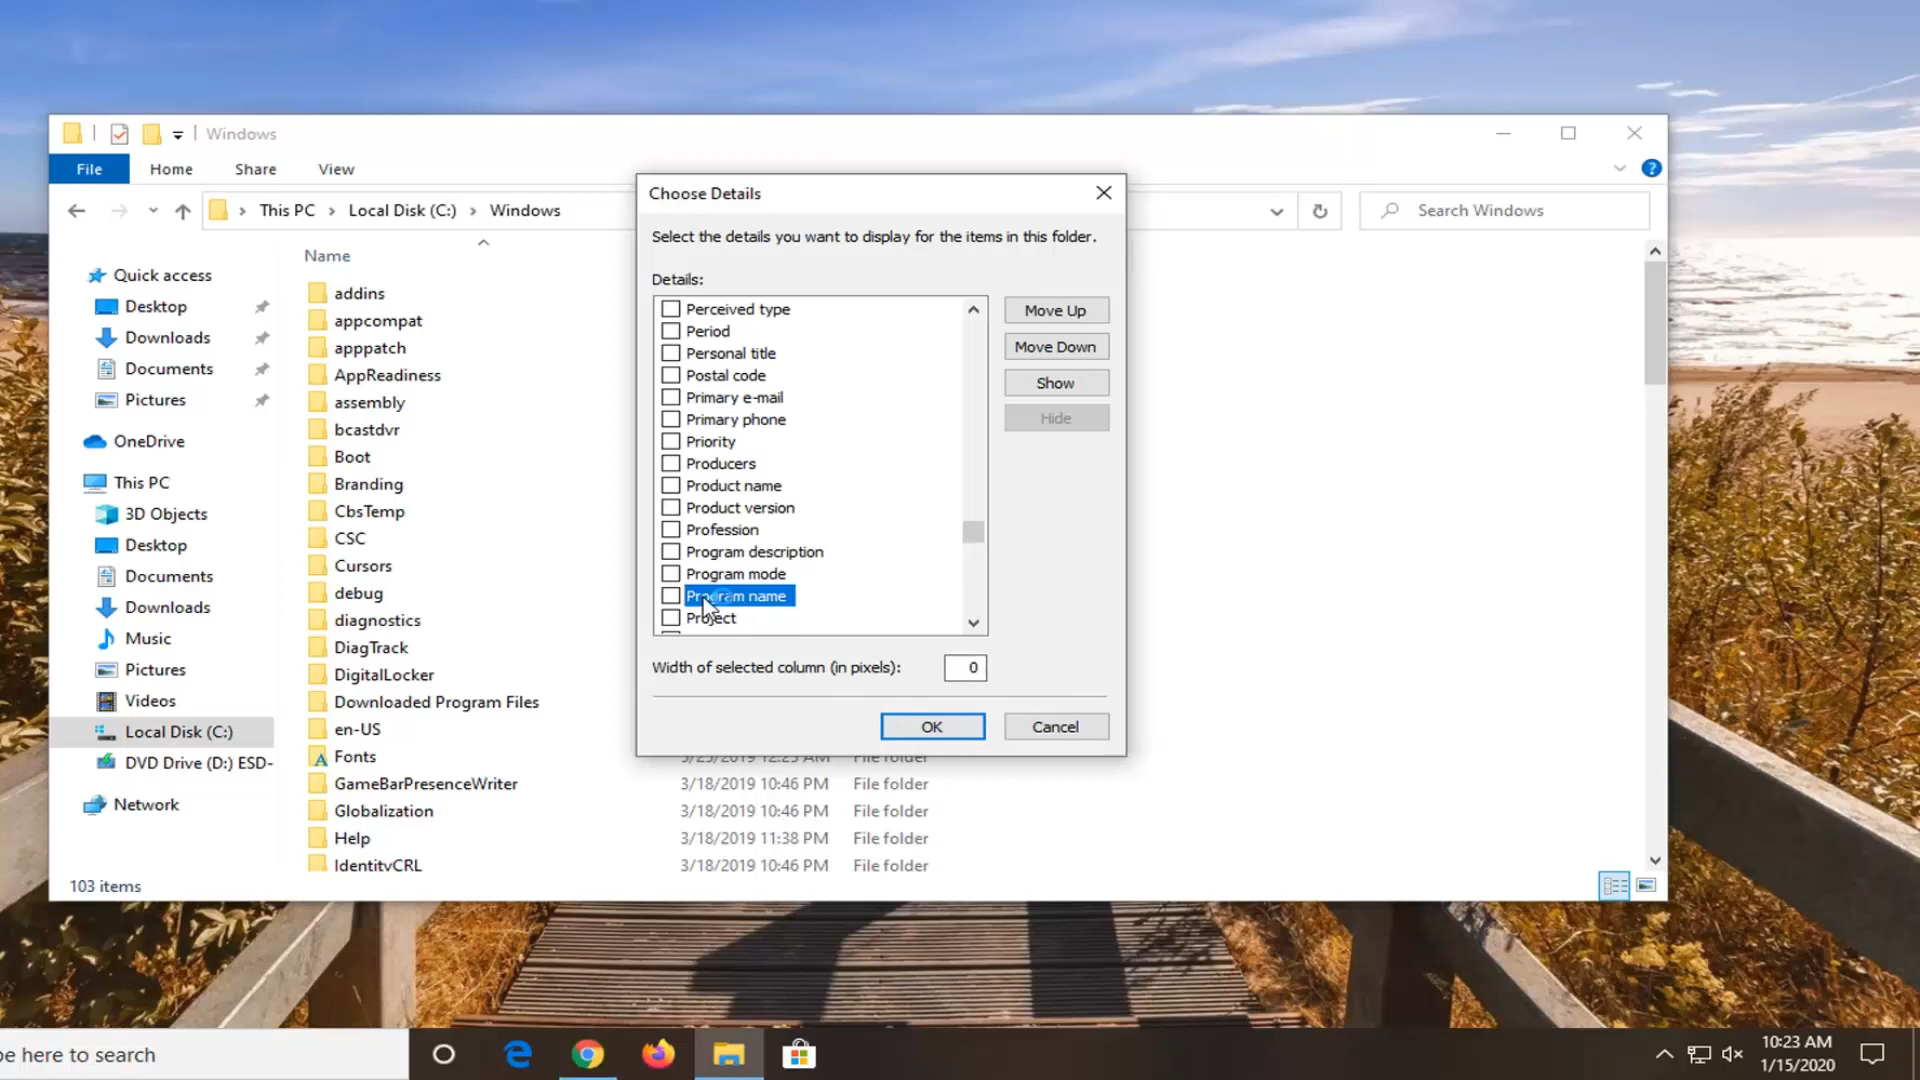 Windows
File Home Share View
This PC > Local Disk (C:) > Windows
Search Windows
Quick access
Desktop
Downloads
Documents
Pictures
OneDrive
This PC
3D Objects
Desktop
Documents
Downloads
Music
Pictures
Videos
Local Disk (C:)
DVD Drive (D:) ESD-
Network
Name
addins
appcompat
apppatch
AppReadiness
assembly
bcastdvr
Boot
Branding
CbsTemp
CSC
Cursors
debug
diagnostics
DiagTrack
DigitalLocker
Downloaded Program Files
en-US
Fonts
GameBarPresenceWriter 3/18/2019 10:46 PM File folder
Globalization 3/18/2019 10:46 PM File folder
Help 3/18/2019 11:38 PM File folder
IdentityCRL 3/18/2019 10:46 PM File folder
103 items
Choose Details
Select the details you want to display for the items in this folder.
Details:
Perceived type
Period
Personal title
Postal code
Primary e-mail
Primary phone
Priority
Producers
Product name
Product version
Profession
Program description
Program mode
Program name
Project
Move Up
Move Down
Show
Hide
Width of selected column (in pixels): 0
OK Cancel
pe here to search
10:23 AM
1/15/2020